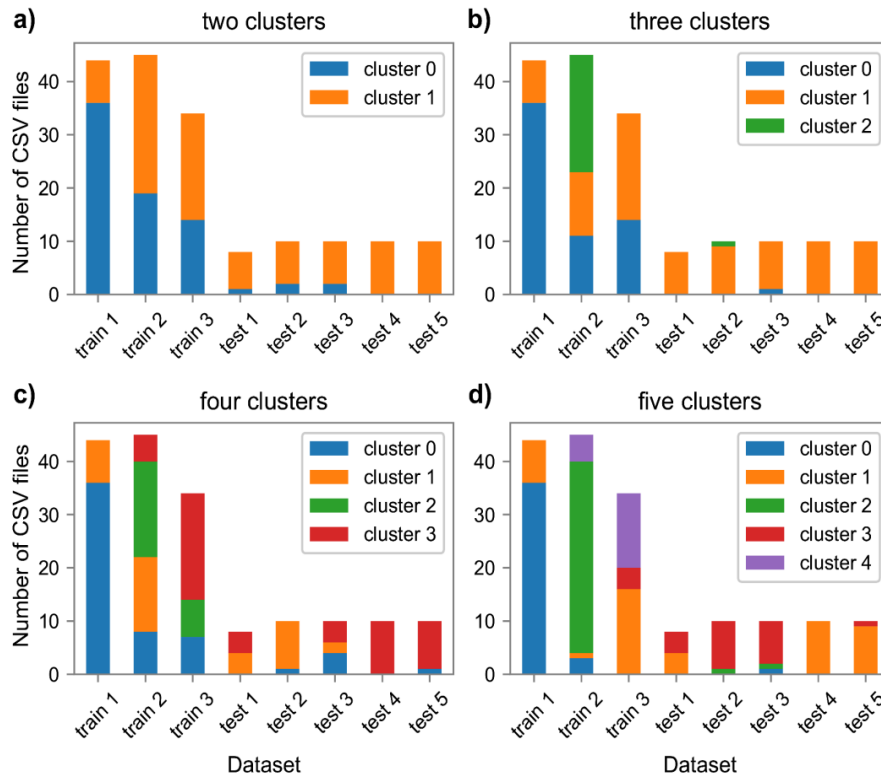 a)
two clusters
Number of CSV files
40
30
20
10
0
cluster 0
cluster 1
train 1
train 2
train 3
test 1
test 2
test 3
test 4
test 5
b)
three clusters
40
30
20
10
0
cluster 0
cluster 1
cluster 2
train 1
train 2
train 3
test 1
test 2
test 3
test 4
test 5
c)
four clusters
Number of CSV files
40
30
20
10
0
cluster 0
cluster 1
cluster 2
cluster 3
train 1
train 2
train 3
test 1
test 2
test 3
test 4
test 5
Dataset
d)
five clusters
40
30
20
10
0
cluster 0
cluster 1
cluster 2
cluster 3
cluster 4
train 1
train 2
train 3
test 1
test 2
test 3
test 4
test 5
Dataset